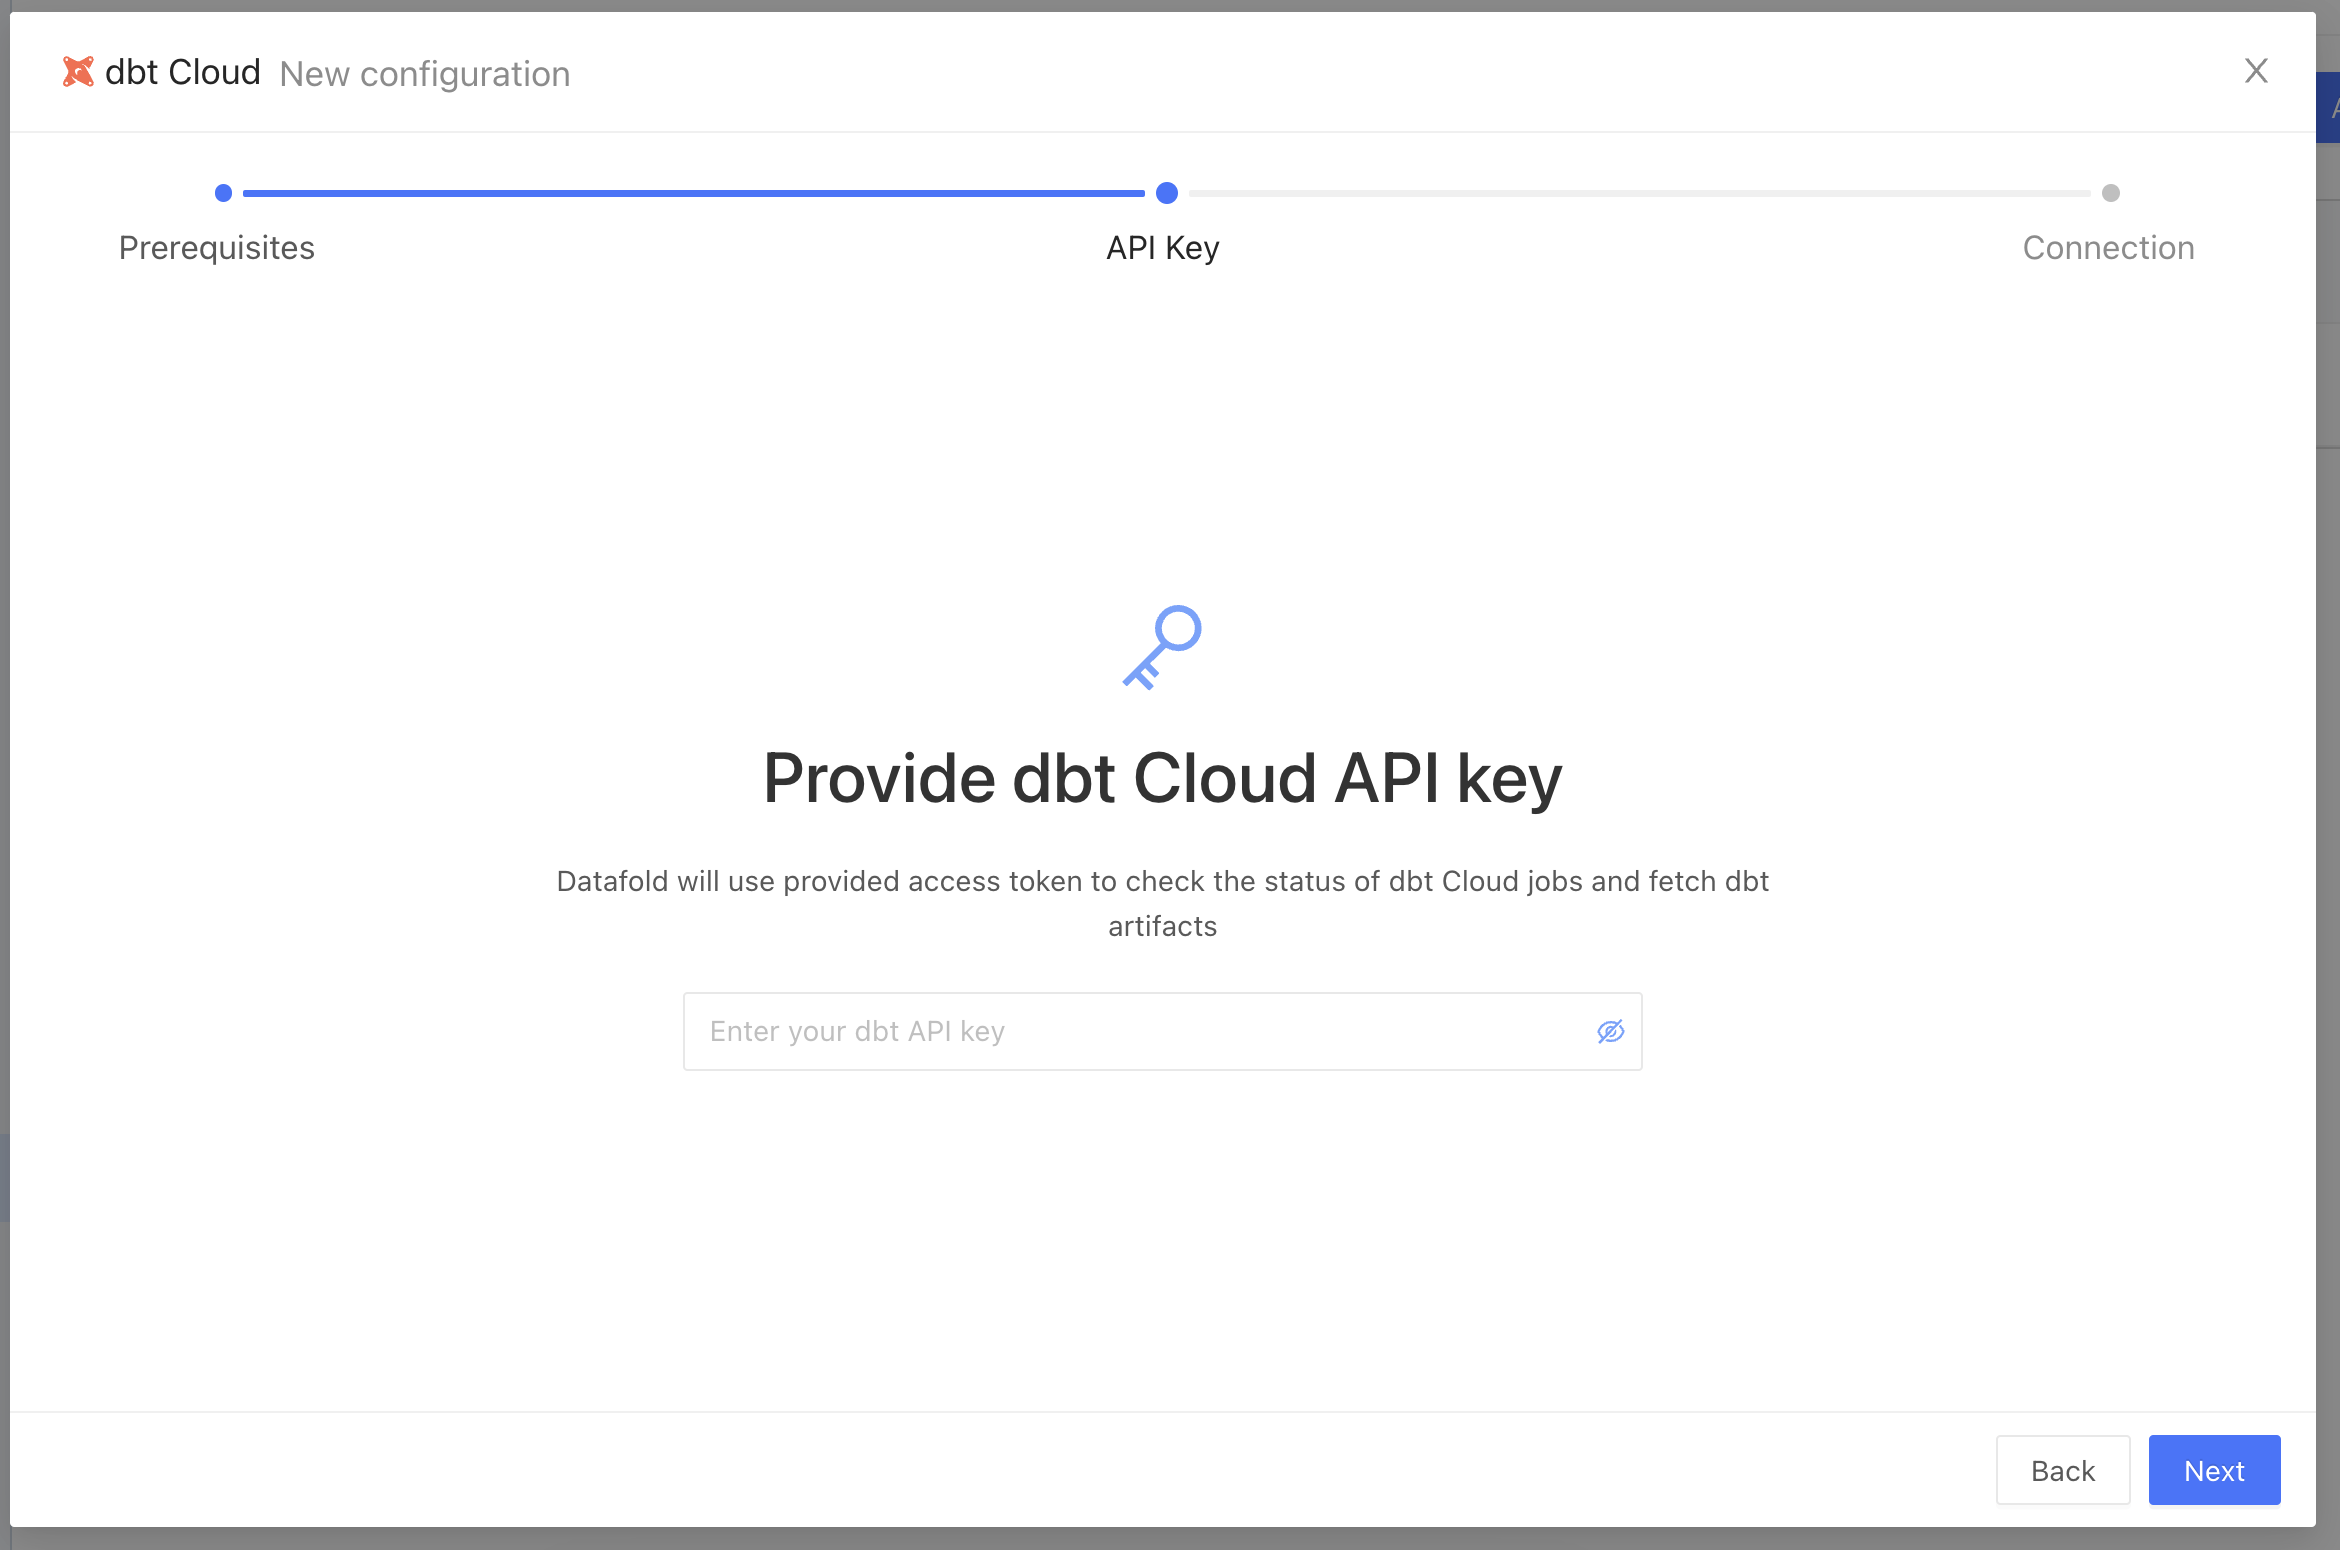 dbt Cloud New configuration
X
Prerequisites
API Key
Connection
Provide dbt Cloud API key
Datafold will use provided access token to check the status of dbt Cloud jobs and fetch dbt
artifacts
Enter your dbt API key
Back
Next